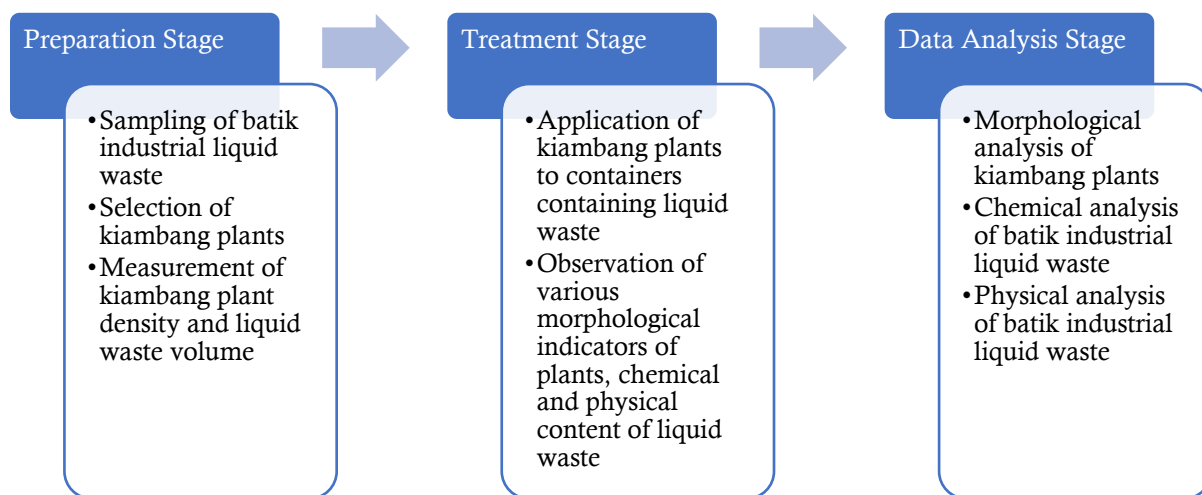 Preparation Stage
•Sampling of batik
industrial liquid
waste
•Selection of
kiambang plants
•Measurement of
kiambang plant
density and liquid
waste volume
Treatment Stage
•Application of
kiambang plants
to containers
containing liquid
waste
•Observation of
various
morphological
indicators of
plants, chemical
and physical
content of liquid
waste
Data Analysis Stage
•Morphological
analysis of
kiambang plants
•Chemical analysis
of batik industrial
liquid waste
•Physical analysis
of batik industrial
liquid waste